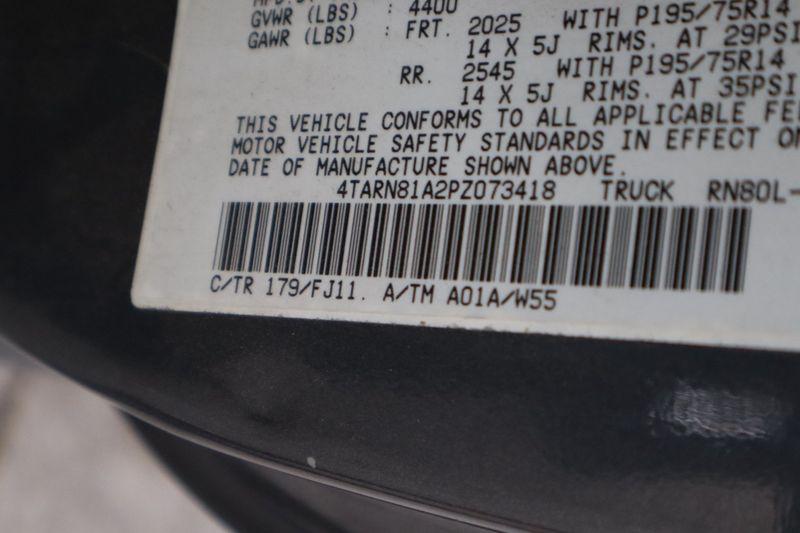 GVWR (LBS) : 4400
GAWR (LBS) : FRT. 2025 WITH P195/75R14
14 X 5J RIMS. AT 29PSI
RR. 2545 WITH P195/75R14
14 X 5J RIMS. AT 35PSI
THIS VEHICLE CONFORMS TO ALL APPLICABLE FE
MOTOR VEHICLE SAFETY STANDARDS IN EFFECT O
DATE OF MANUFACTURE SHOWN ABOVE.
4TARN81A2PZ073418 TRUCK RN80L-
C/TR 179/FJ11. A/TM A01A/W55